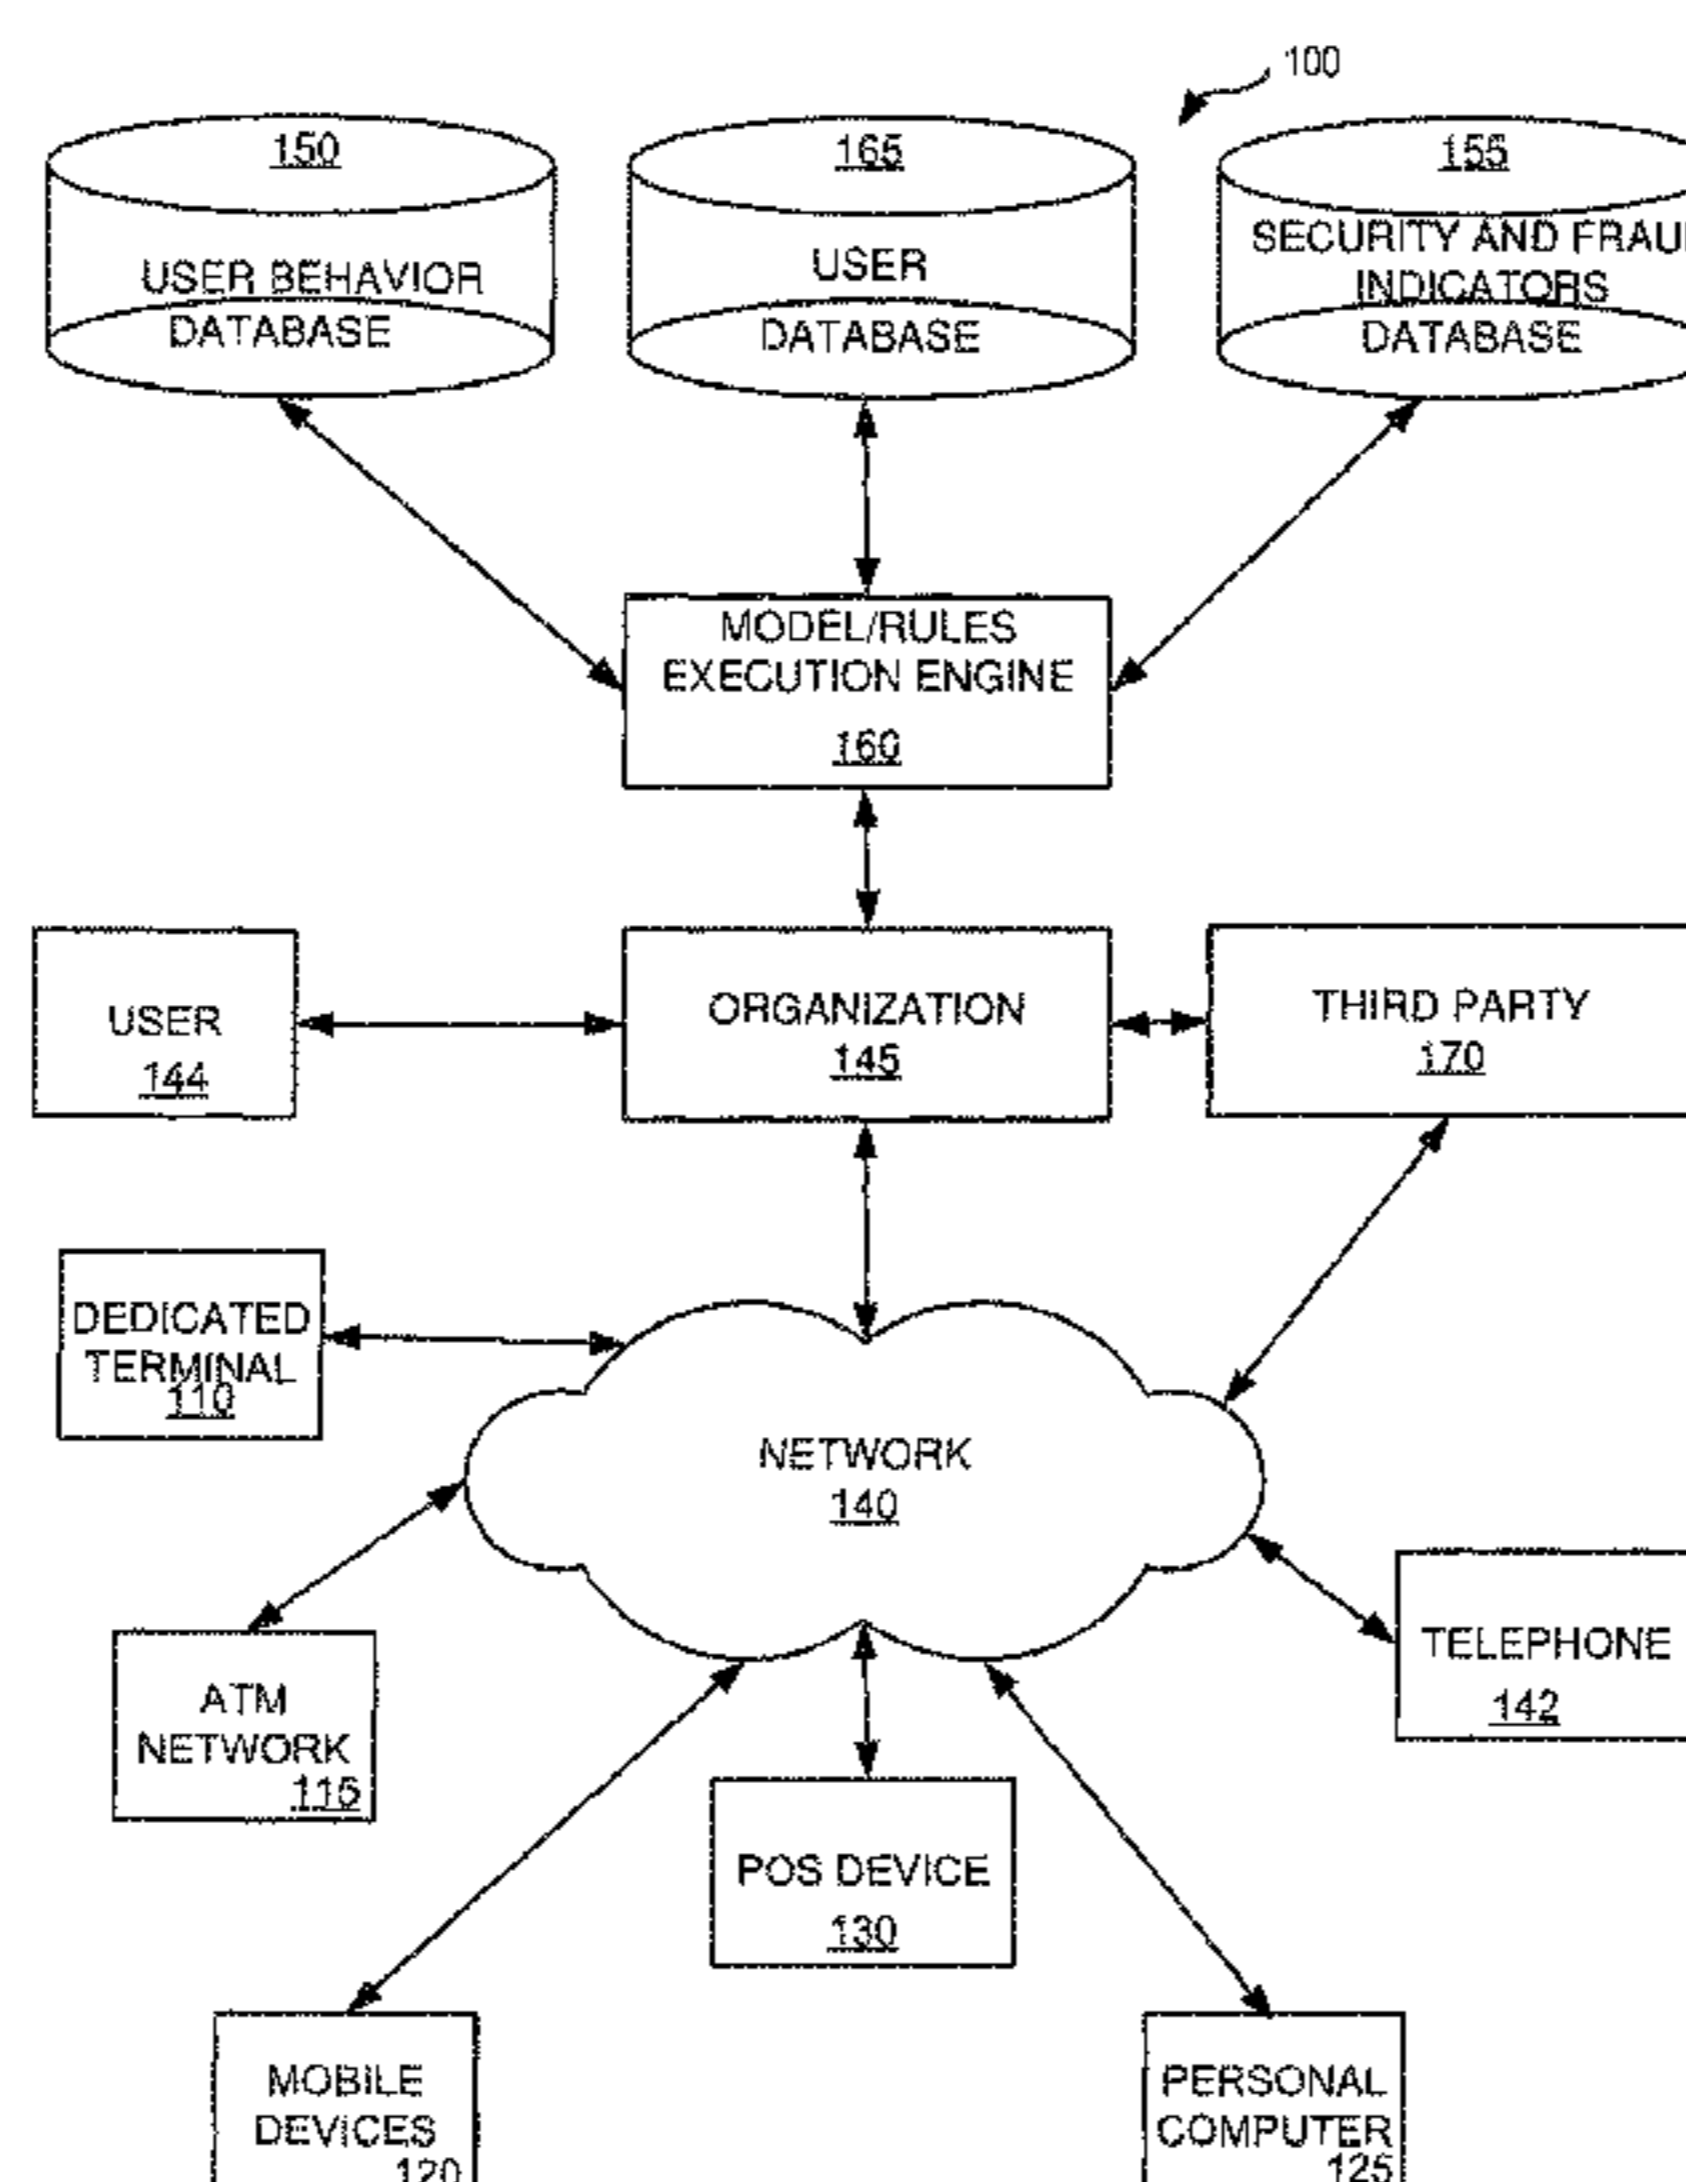 100
150
USER BEHAVIOR
DATABASE
165
USER
DATABASE
155
SECURITY AND FRAU
INDICATORS
DATABASE
MODEL/RULES
EXECUTION ENGINE
160
USER
144
ORGANIZATION
145
THIRD PARTY
170
DEDICATED
TERMINAL
110
NETWORK
140
ATM
NETWORK
115
TELEPHONE
142
POS DEVICE
130
MOBILE
DEVICES
120
PERSONAL
COMPUTER
125